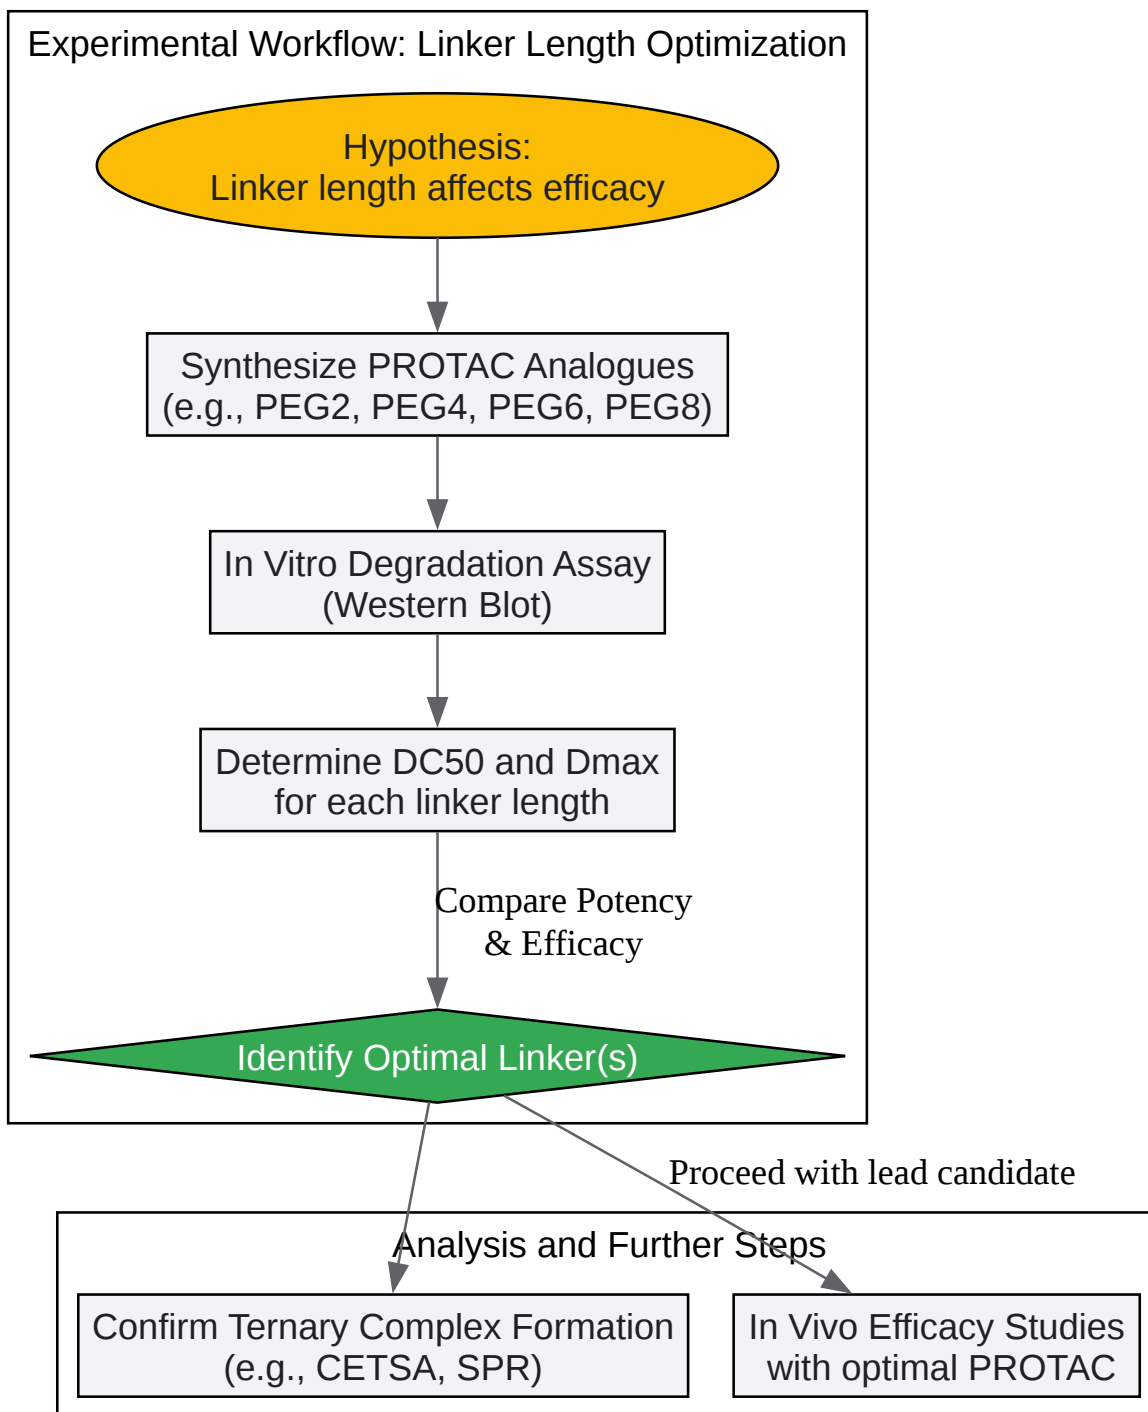 Experimental Workflow: Linker Length Optimization
Hypothesis:
Linker length affects efficacy
Synthesize PROTAC Analogues
(e.g., PEG2, PEG4, PEG6, PEG8)
In Vitro Degradation Assay
(Western Blot)
Determine DC50 and Dmax
for each linker length
Compare Potency
& Efficacy
Identify Optimal Linker(s)
Proceed with lead candidate
Analysis and Further Steps
Confirm Ternary Complex Formation
(e.g., CETSA, SPR)
In Vivo Efficacy Studies
with optimal PROTAC